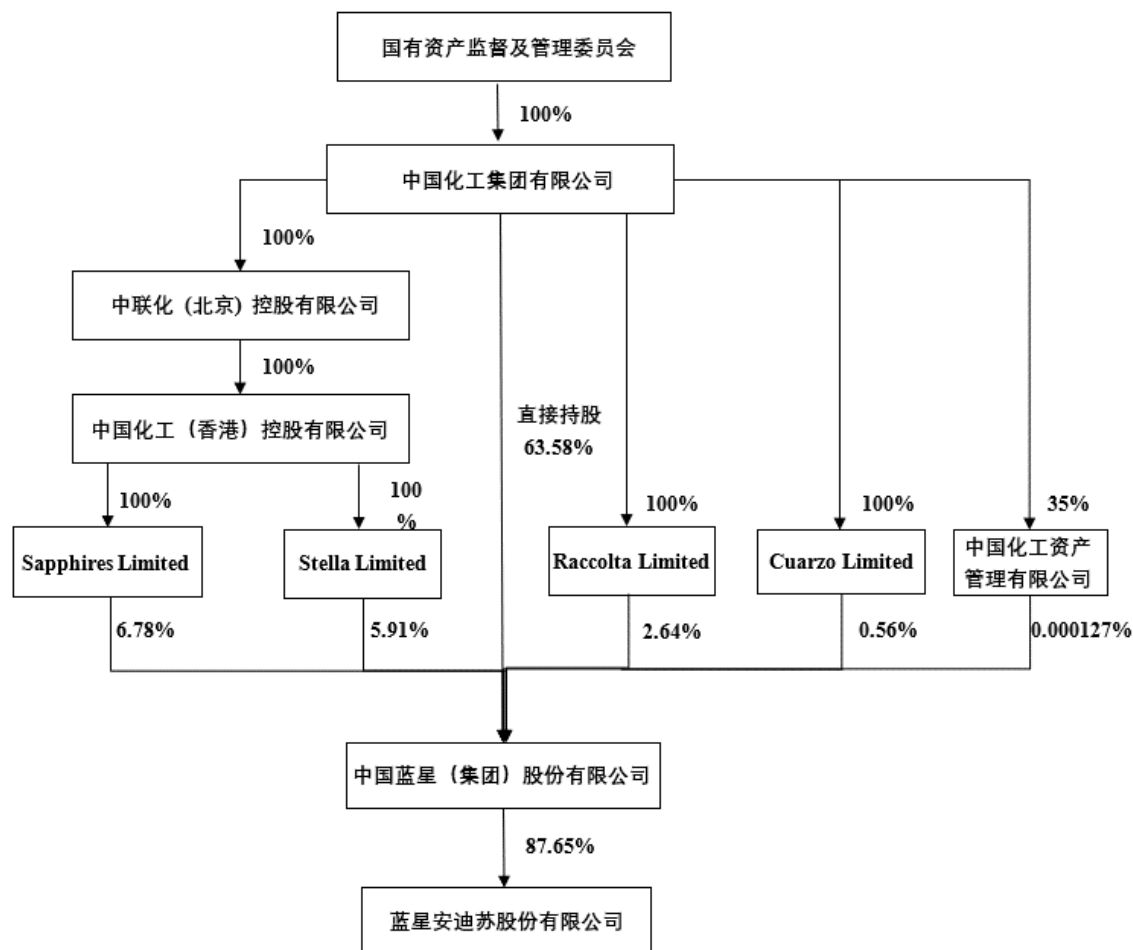 国有资产监督及管理委员会
100%
中国化工集团有限公司
100%
中联化 (北京) 控股有限公司
100%
中国化工（香港）控股有限公司
直接持股
63.58%
100%
100
%
100%
100%
35%
Sapphires Limited
Stella Limited
Raccolta Limited
Cuarzo Limited
中国化工资产
管理有限公司
6.78%
5.91%
2.64%
0.56%
0.000127%
中国蓝星（集团）股份有限公司
87.65%
蓝星安迪苏股份有限公司